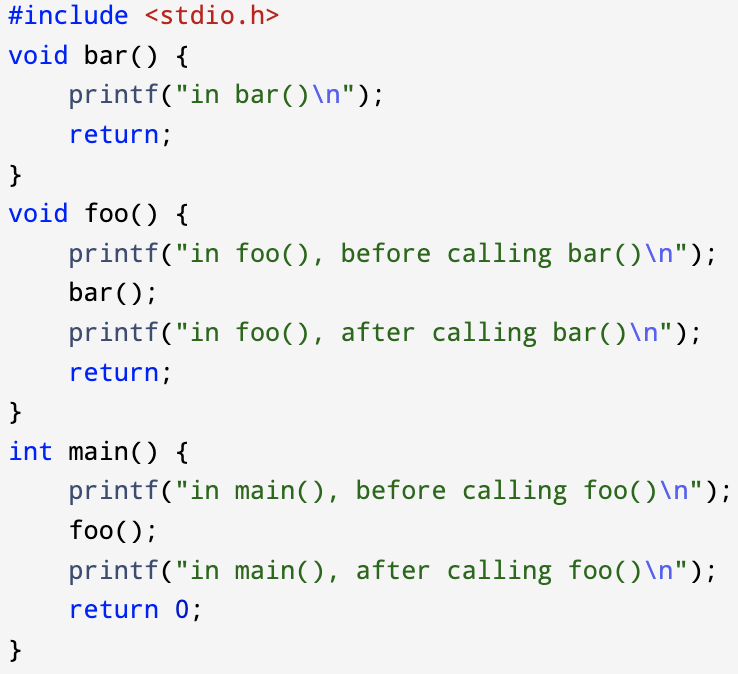 #include <stdio.h>
void bar() {
    printf("in bar()\n");
    return;
}
void foo() {
    printf("in foo(), before calling bar()\n");
    bar();
    printf("in foo(), after calling bar()\n");
    return;
}
int main() {
    printf("in main(), before calling foo()\n");
    foo();
    printf("in main(), after calling foo()\n");
    return 0;
}